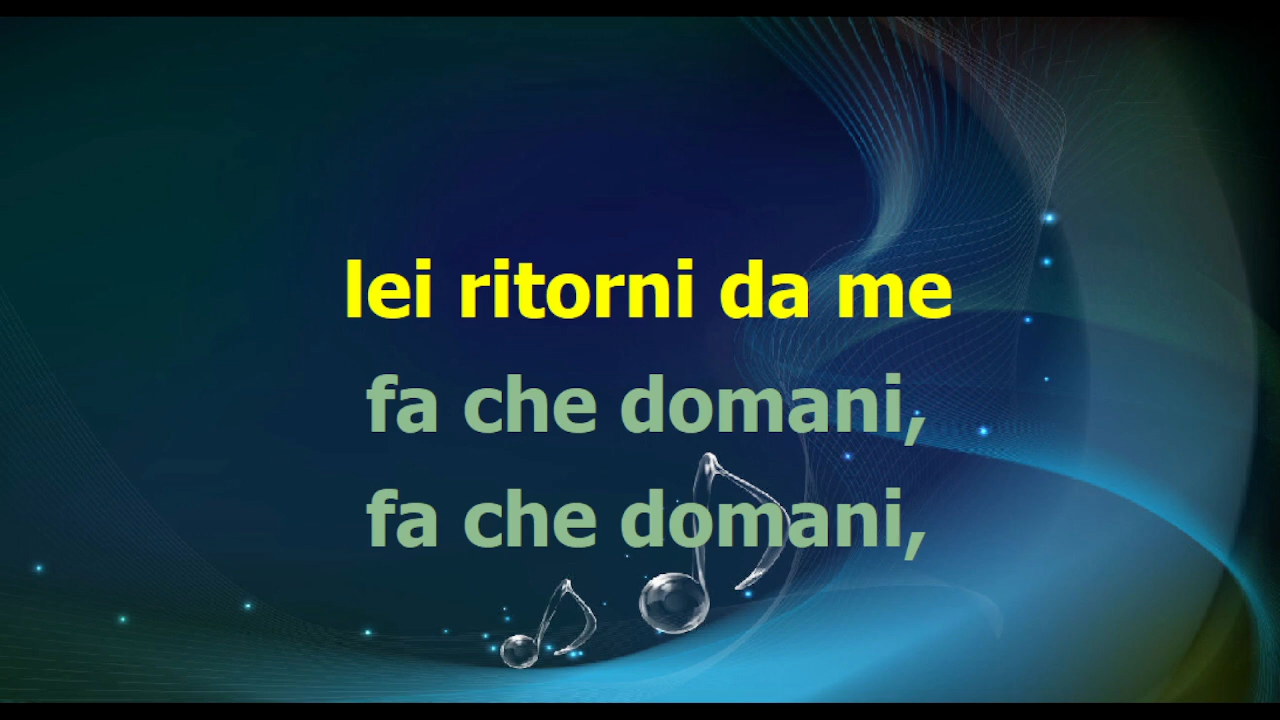 lei ritorni da me
fa che domani,
fa che domani,